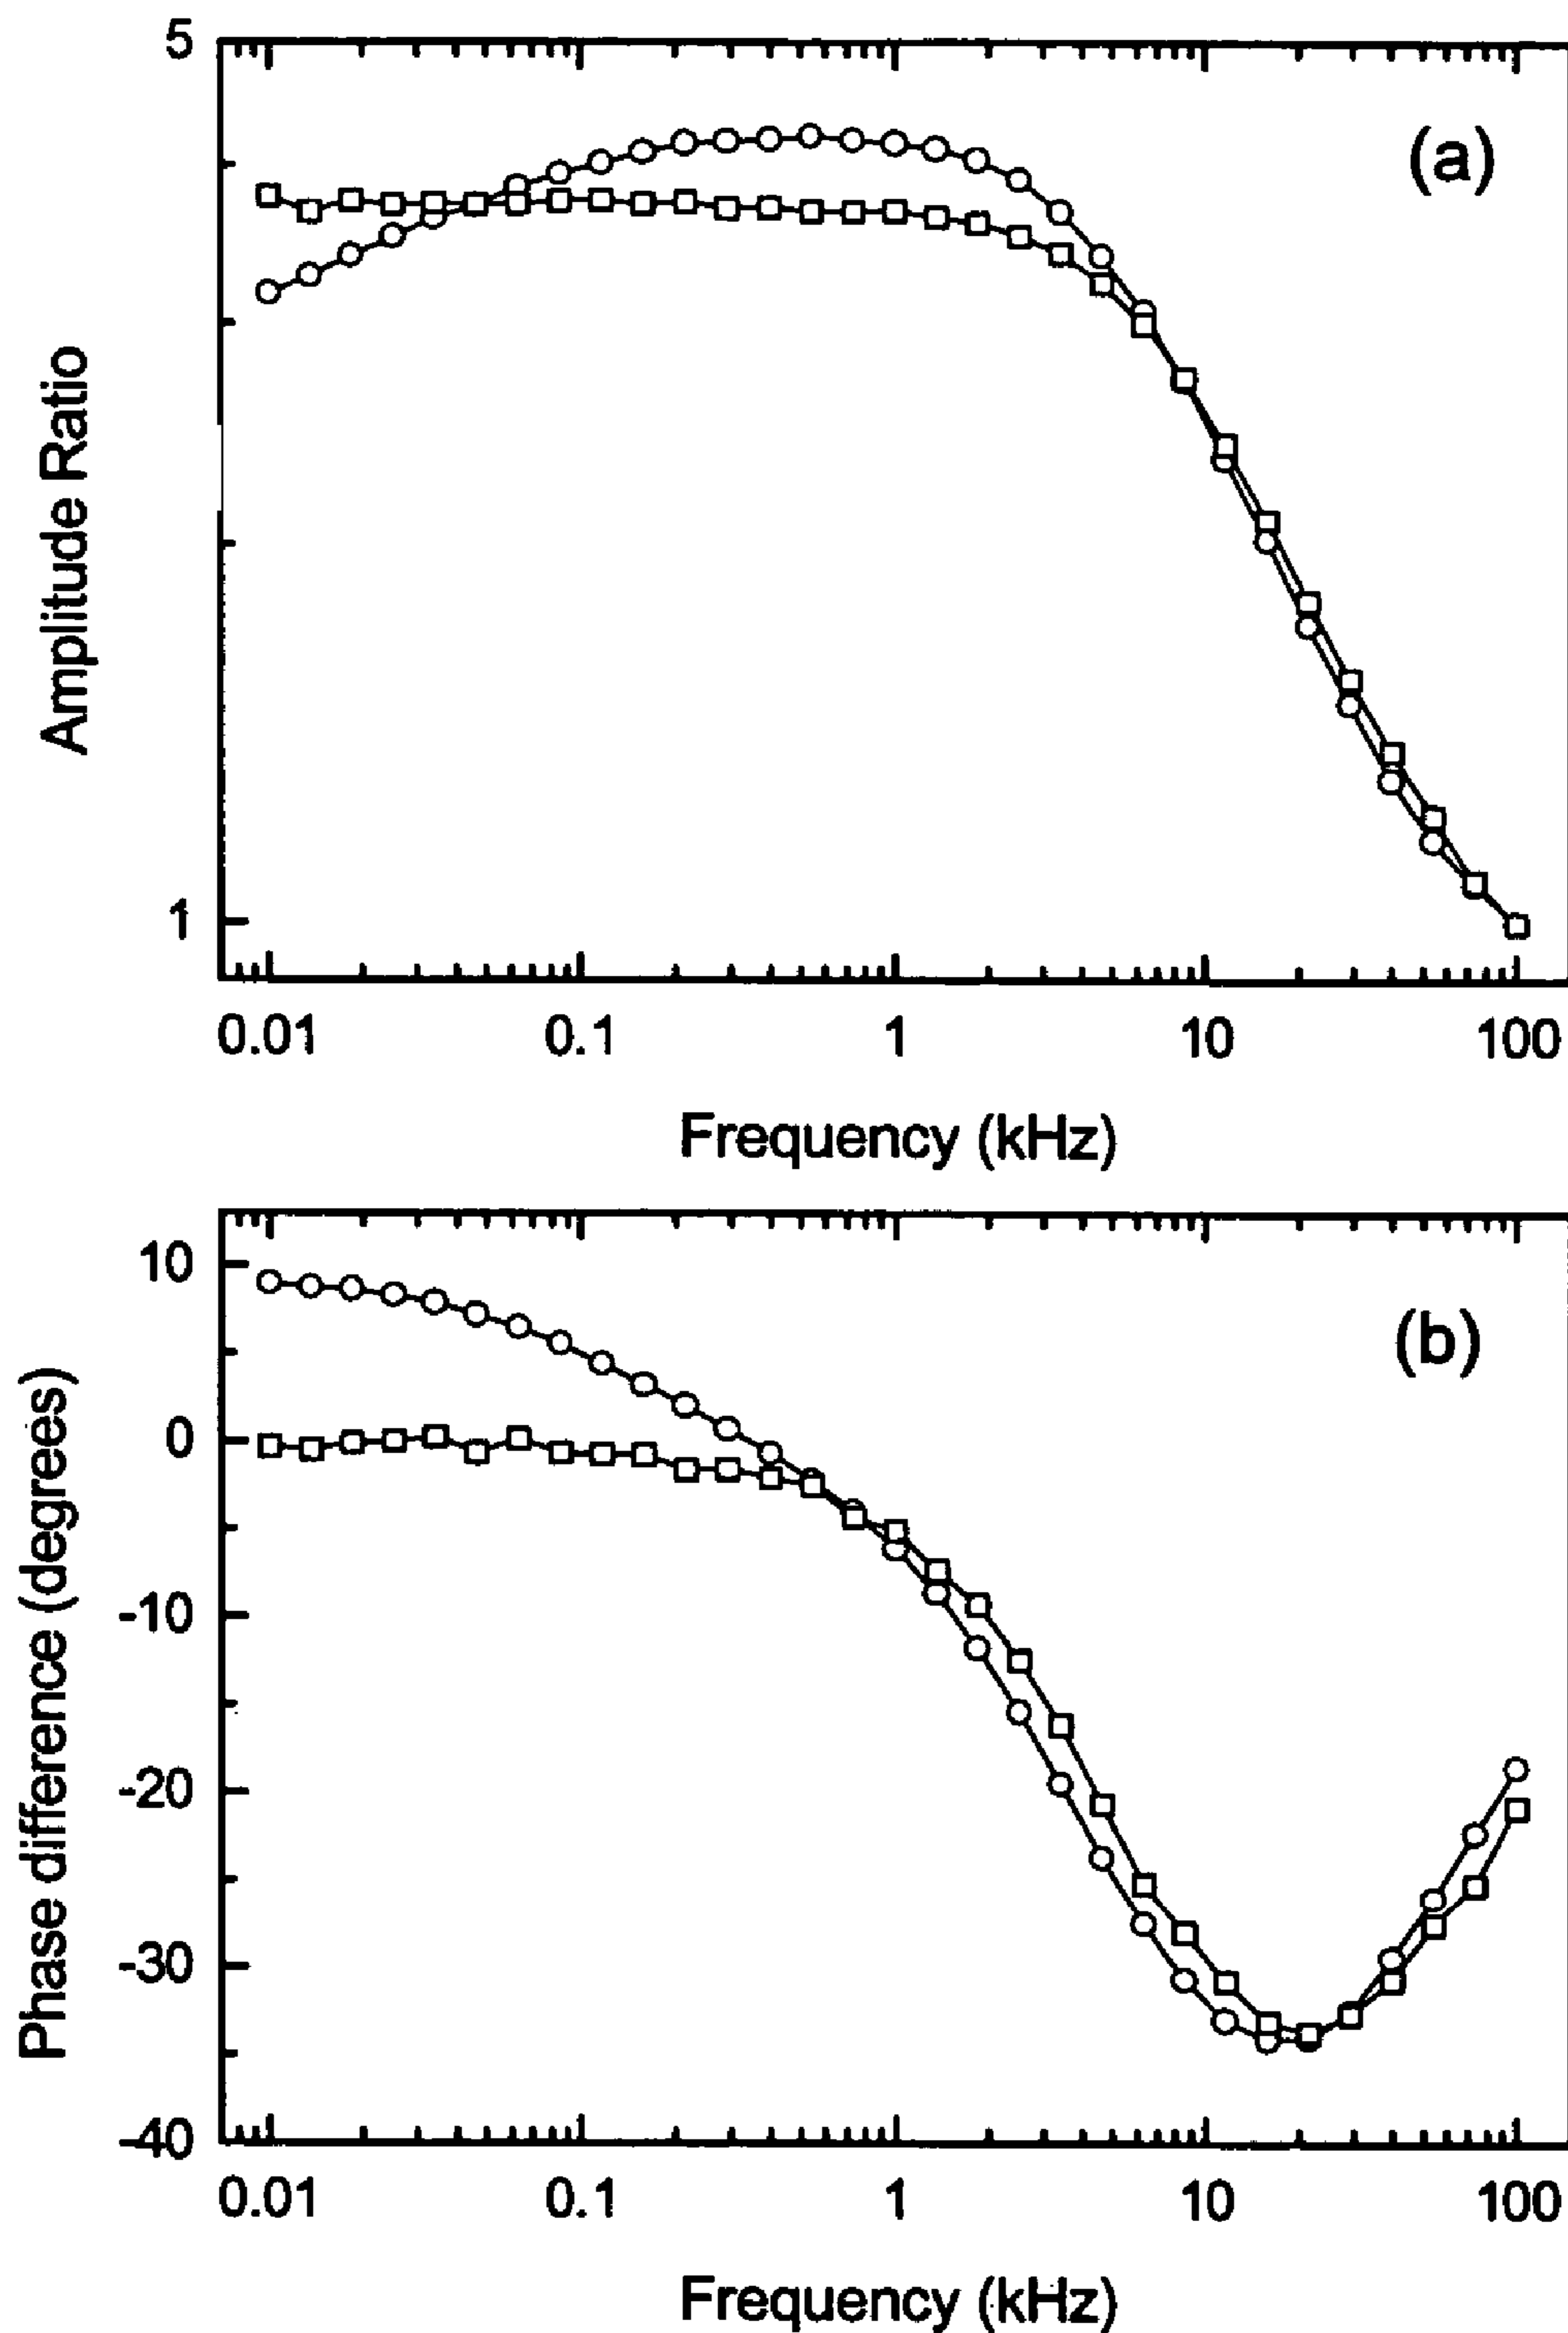 5
(a)
Amplitude Ratio
1
0.01 0.1 1 10 100
Frequency (kHz)
10
(b)
0
Phase difference (degrees)
-10
-20
-30
-40
0.01 0.1 1 10 100
Frequency (kHz)